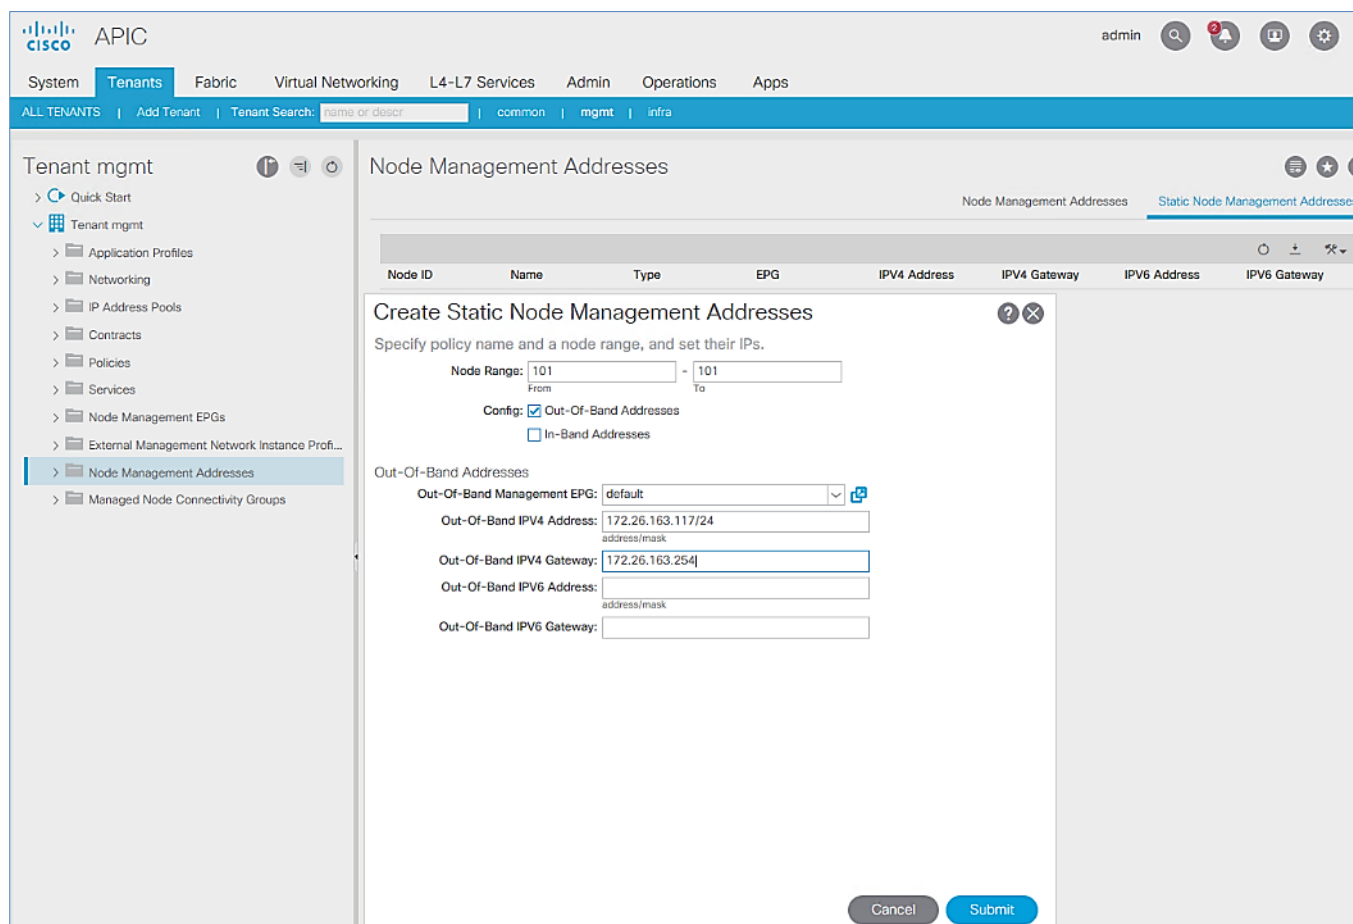 CISCO APIC admin 2
System Tenants Fabric Virtual Networking L4-L7 Services Admin Operations Apps
ALL TENANTS | Add Tenant | Tenant Search: name or descr | common | mgmt | infra
Tenant mgmt
Quick Start
Tenant mgmt
Application Profiles
Networking
IP Address Pools
Contracts
Policies
Services
Node Management EPGs
External Management Network Instance Profi...
Node Management Addresses
Managed Node Connectivity Groups
Node Management Addresses
Node Management Addresses Static Node Management Addresses
Node ID Name Type EPG IPV4 Address IPV4 Gateway IPV6 Address IPV6 Gateway
Create Static Node Management Addresses ?
Specify policy name and a node range, and set their IPs.
Node Range: 101 - 101
From To
Config: Out-Of-Band Addresses
In-Band Addresses
Out-Of-Band Addresses
Out-Of-Band Management EPG: default
Out-Of-Band IPV4 Address: 172.26.163.117/24
address/mask
Out-Of-Band IPV4 Gateway: 172.26.163.254
Out-Of-Band IPV6 Address:
address/mask
Out-Of-Band IPV6 Gateway:
Cancel Submit